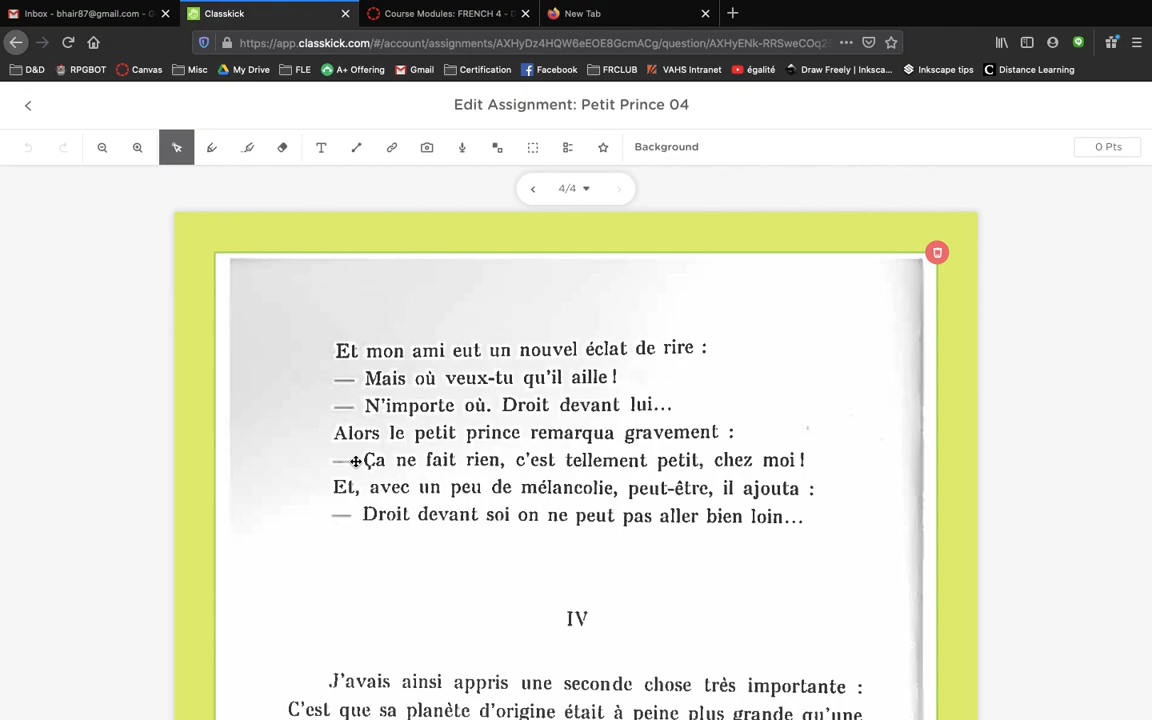 Inbox - bhair87@gmail.com - G
Classkick
Course Modules: FRENCH 4 - D
New Tab
https://app.classkick.com/#/account/assignments/AXHyDz4HQW6eEOE8GcmACg/question/AXHyENk-RRSweCOq2S
D&D RPGBOT Canvas Misc My Drive FLE A+ Offering Gmail Certification Facebook FRCLUB VAHS Intranet égalité Draw Freely | Inksca... Inkscape tips Distance Learning
Edit Assignment: Petit Prince 04
T Background 0 Pts
4/4
Et mon ami eut un nouvel éclat de rire :
— Mais où veux-tu qu'il aille !
— N'importe où. Droit devant lui...
Alors le petit prince remarqua gravement :
— Ça ne fait rien, c'est tellement petit, chez moi !
Et, avec un peu de mélancolie, peut-être, il ajouta :
— Droit devant soi on ne peut pas aller bien loin...
IV
J'avais ainsi appris une seconde chose très importante :
C'est que sa planète d'origine était à peine plus grande qu'une